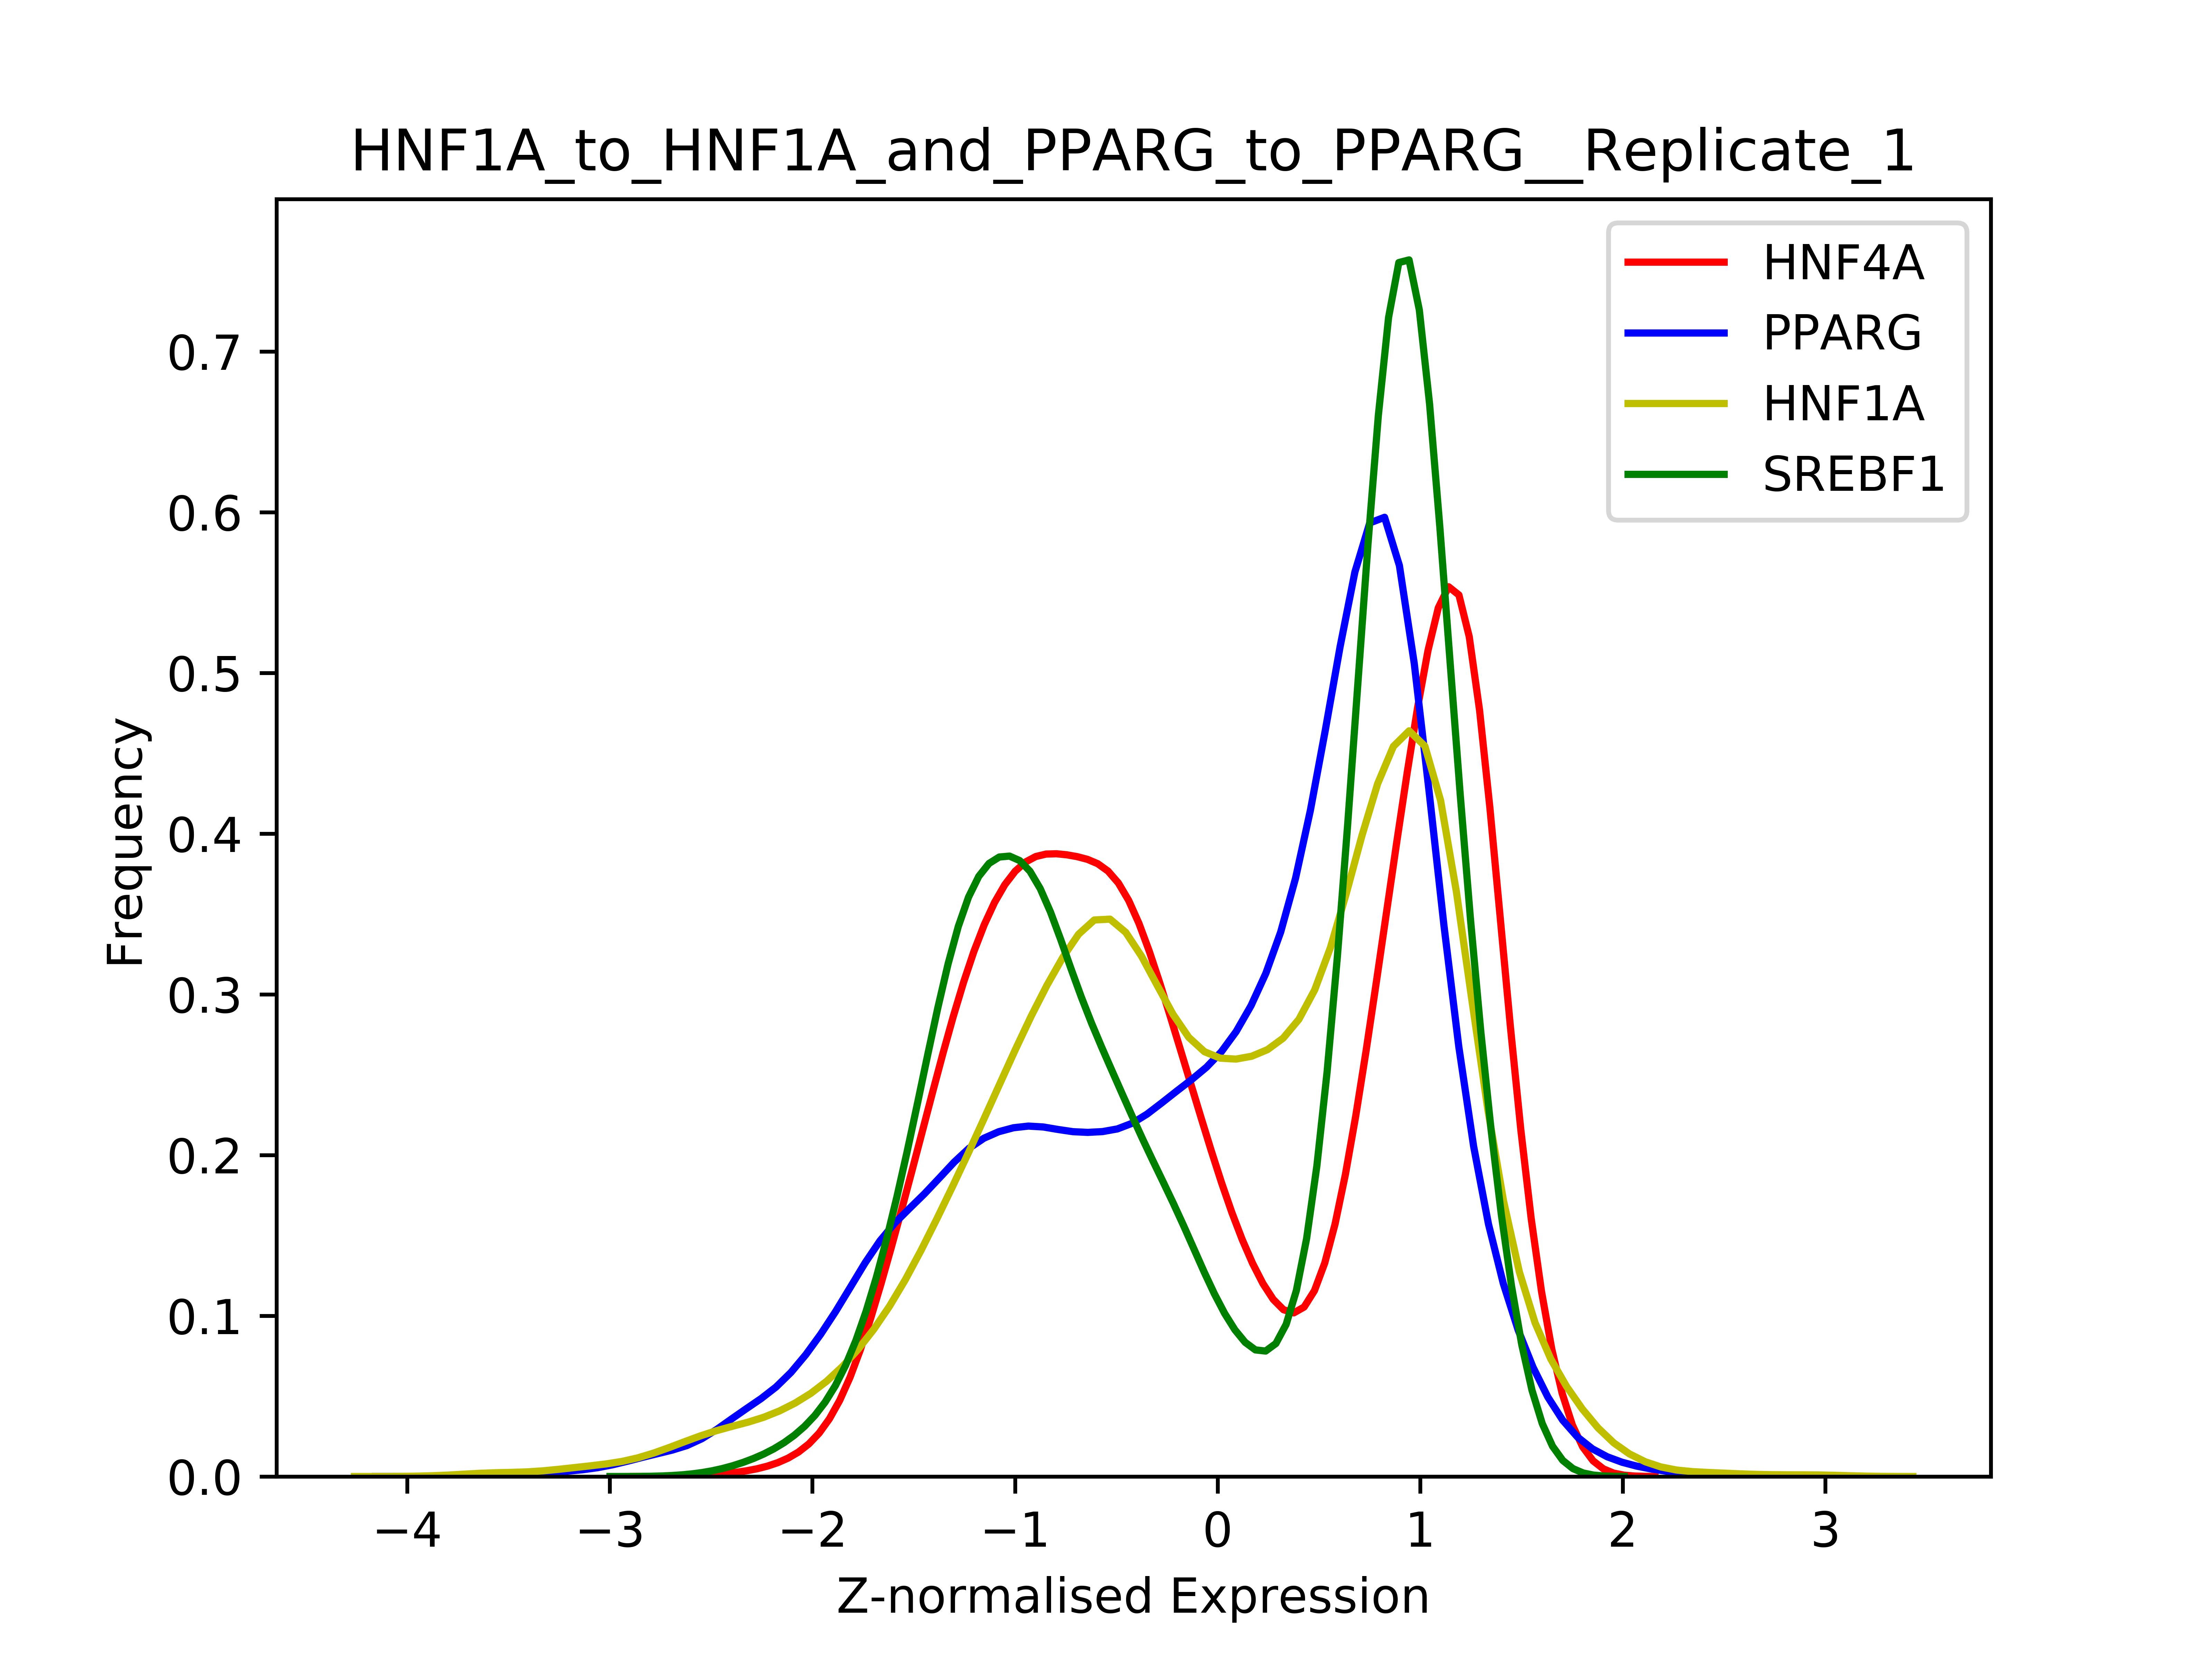 HNF1A_to_HNF1A_and_PPARG_to_PPARG__Replicate_1
HNF4A
PPARG
HNF1A
SREBF1
Frequency
0.7
0.6
0.5
0.4
0.3
0.2
0.1
0.0
−4
−3
−2
−1
0
1
2
3
Z-normalised Expression